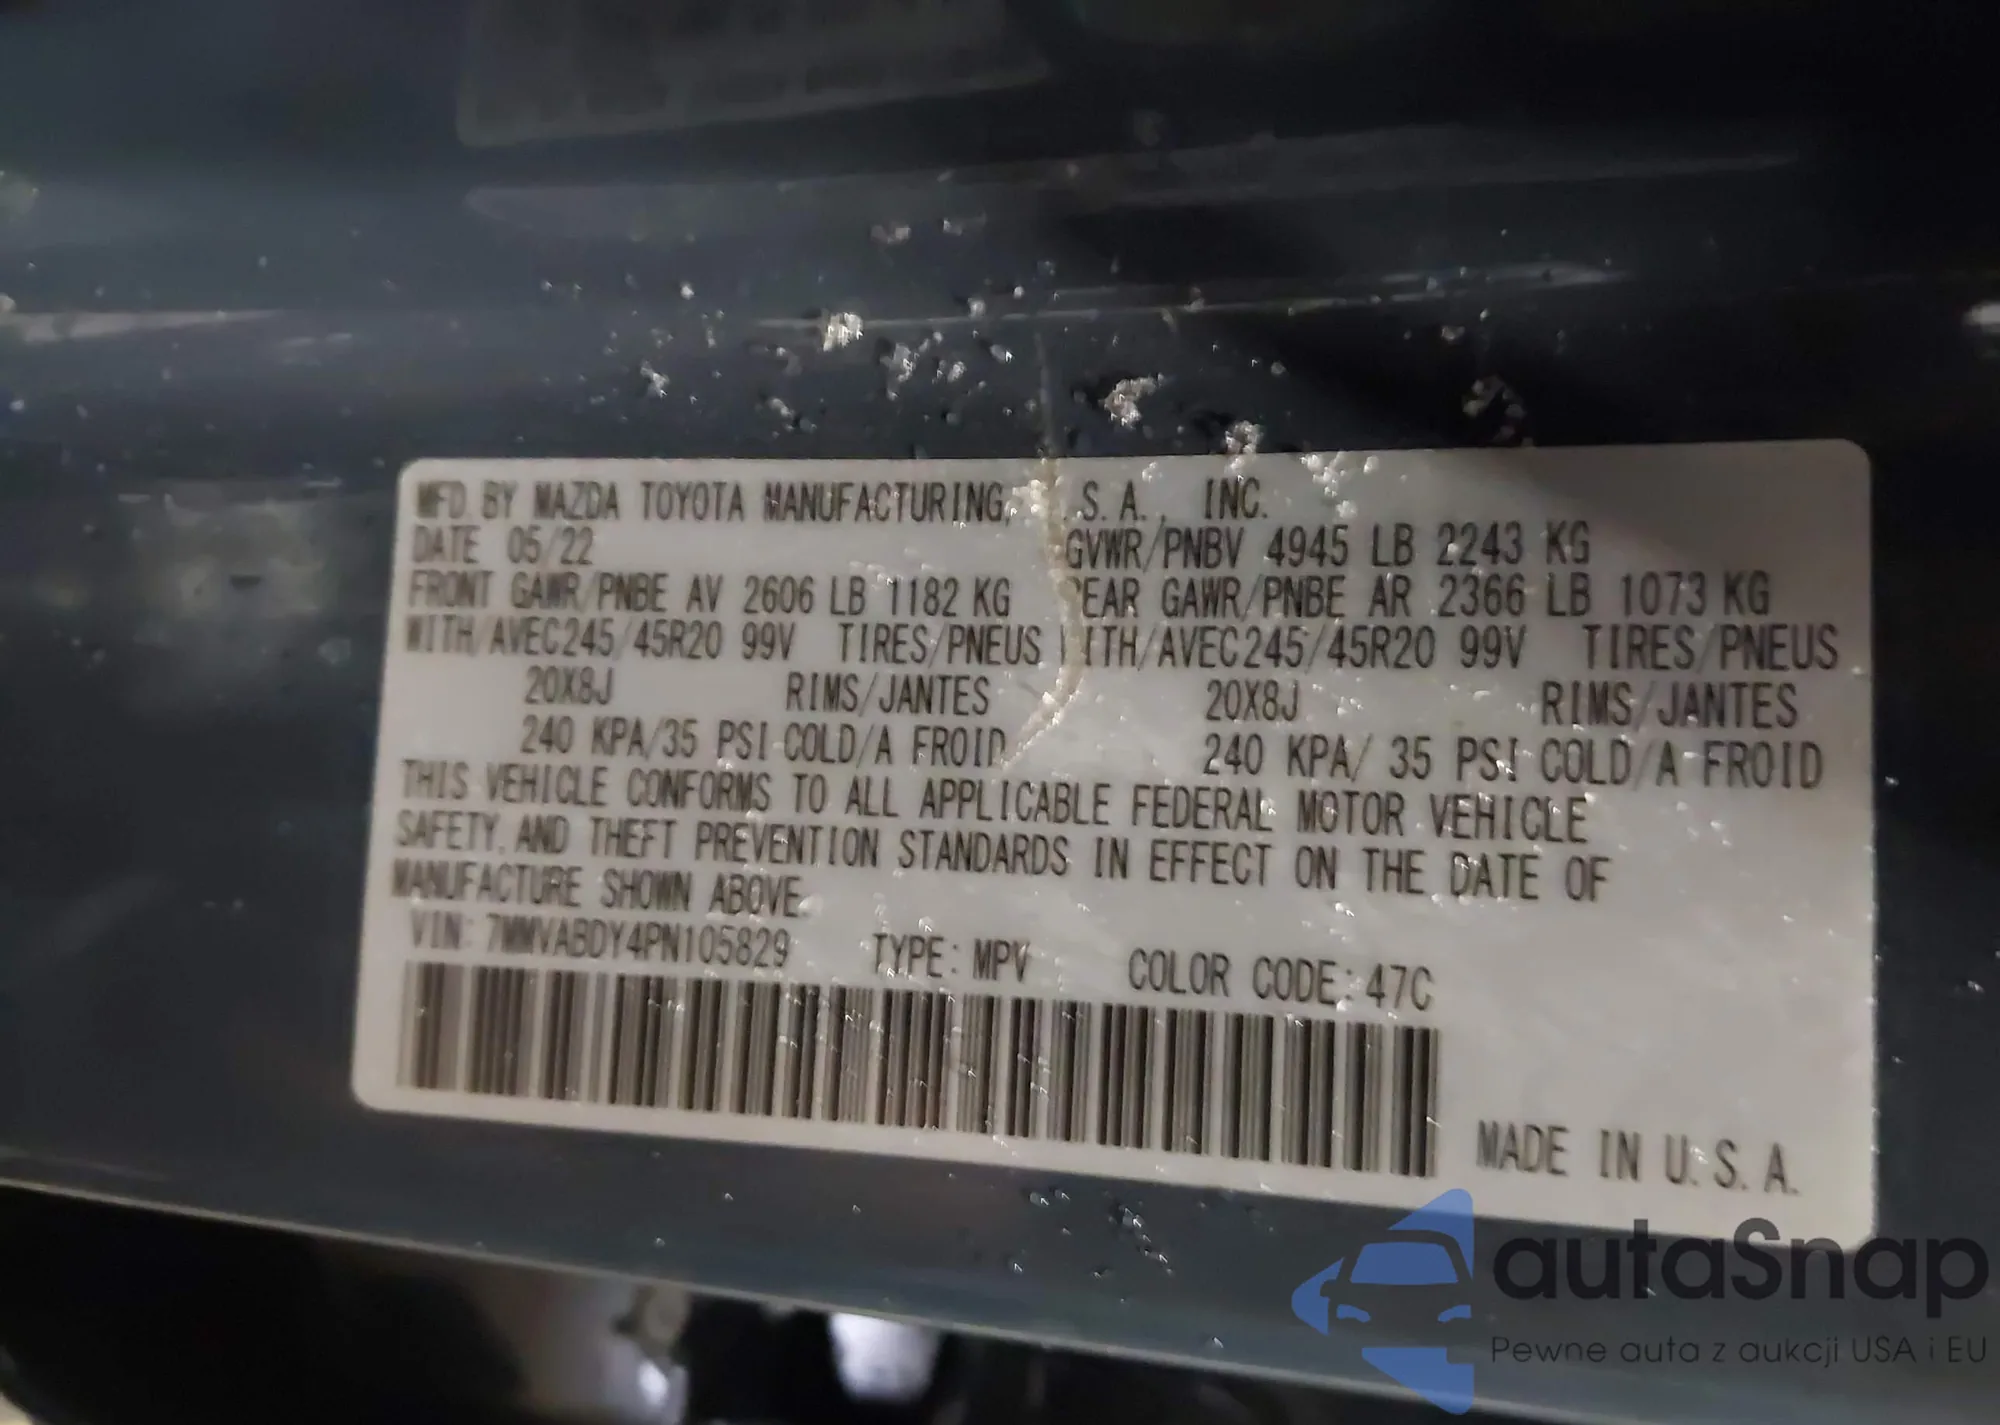 MFD. BY MAZDA TOYOTA MANUFACTURING, .S.A., INC.
DATE 05/22 GVWR/PNBV 4945 LB 2243 KG
FRONT GAWR/PNBE AV 2606 LB 1182 KG REAR GAWR/PNBE AR 2366 LB 1073 KG
WITH/AVEC245/45R20 99V TIRES/PNEUS WITH/AVEC245/45R20 99V TIRES/PNEUS
20X8J RIMS/JANTES 20X8J RIMS/JANTES
240 KPA/35 PSI COLD/A FROID 240 KPA/ 35 PSI COLD/A FROID
THIS VEHICLE CONFORMS TO ALL APPLICABLE FEDERAL MOTOR VEHICLE
SAFETY, AND THEFT PREVENTION STANDARDS IN EFFECT ON THE DATE OF
MANUFACTURE SHOWN ABOVE.
VIN: 7MMVABDY4PN105829 TYPE: MPV COLOR CODE: 47C
MADE IN U.S.A.
autaSnap
Pewne auta z aukcji USA i EU